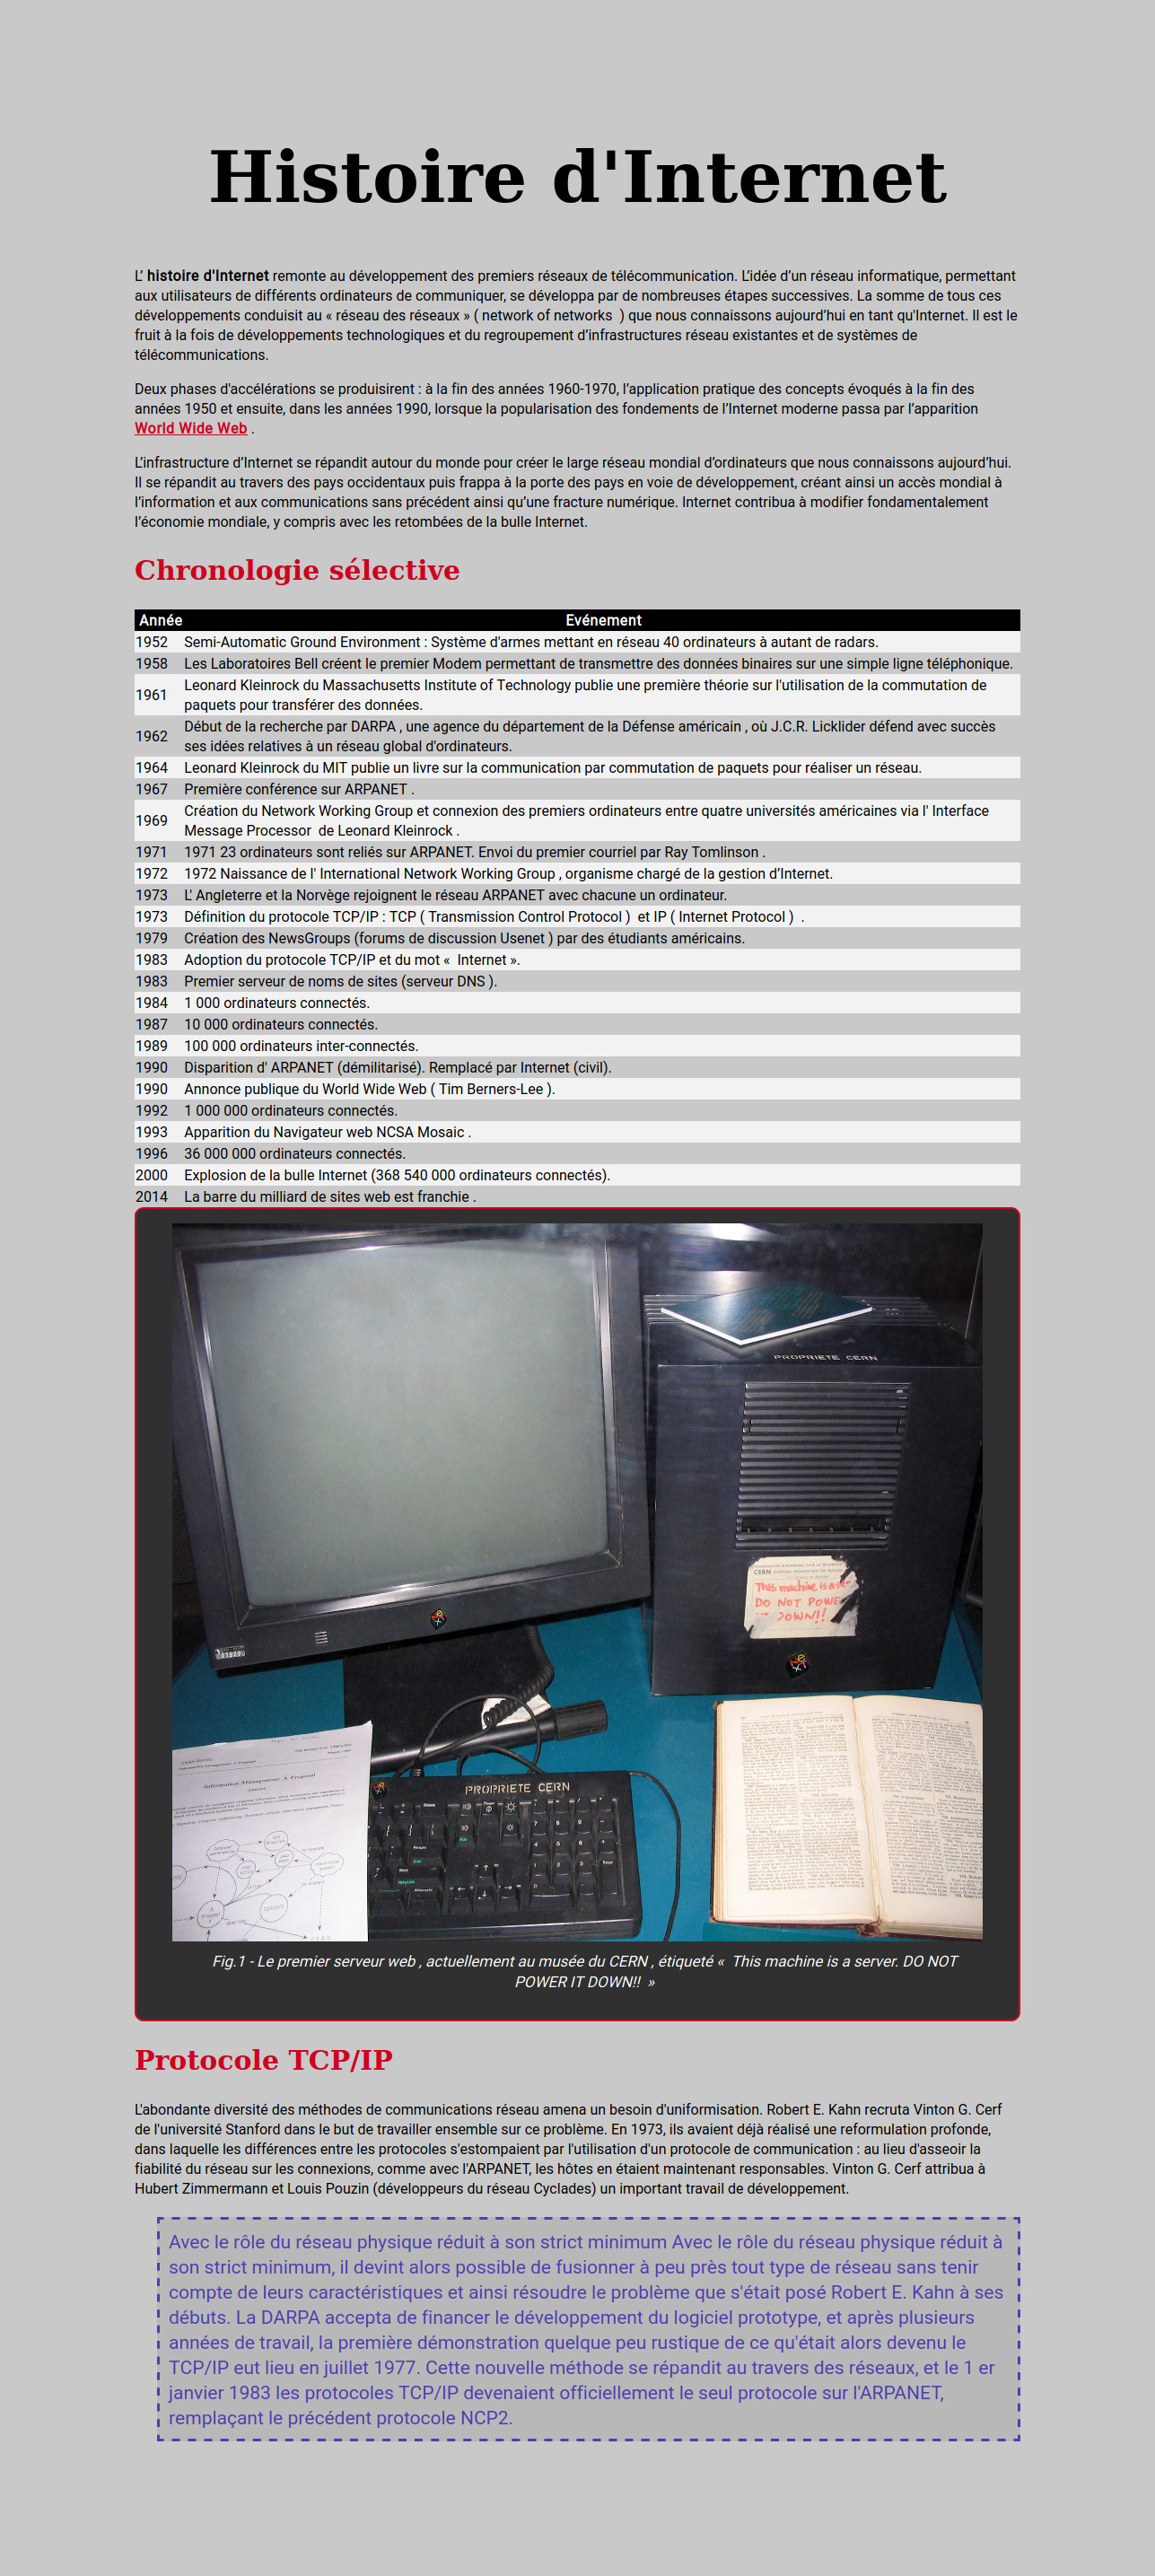 Histoire d'Internet
L’ histoire d'Internet remonte au développement des premiers réseaux de télécommunication. L’idée d’un réseau informatique, permettant
aux utilisateurs de différents ordinateurs de communiquer, se développa par de nombreuses étapes successives. La somme de tous ces
développements conduisit au « réseau des réseaux » ( network of networks  ) que nous connaissons aujourd’hui en tant qu'Internet. Il est le
fruit à la fois de développements technologiques et du regroupement d’infrastructures réseau existantes et de systèmes de
télécommunications.
Deux phases d'accélérations se produisirent : à la fin des années 1960-1970, l’application pratique des concepts évoqués à la fin des
années 1950 et ensuite, dans les années 1990, lorsque la popularisation des fondements de l’Internet moderne passa par l’apparition
World Wide Web .
L’infrastructure d’Internet se répandit autour du monde pour créer le large réseau mondial d’ordinateurs que nous connaissons aujourd’hui.
Il se répandit au travers des pays occidentaux puis frappa à la porte des pays en voie de développement, créant ainsi un accès mondial à
l’information et aux communications sans précédent ainsi qu’une fracture numérique. Internet contribua à modifier fondamentalement
l’économie mondiale, y compris avec les retombées de la bulle Internet.
Chronologie sélective
Année Evénement
1952 Semi-Automatic Ground Environment : Système d'armes mettant en réseau 40 ordinateurs à autant de radars.
1958 Les Laboratoires Bell créent le premier Modem permettant de transmettre des données binaires sur une simple ligne téléphonique.
1961 Leonard Kleinrock du Massachusetts Institute of Technology publie une première théorie sur l'utilisation de la commutation de
paquets pour transférer des données.
1962 Début de la recherche par DARPA , une agence du département de la Défense américain , où J.C.R. Licklider défend avec succès
ses idées relatives à un réseau global d'ordinateurs.
1964 Leonard Kleinrock du MIT publie un livre sur la communication par commutation de paquets pour réaliser un réseau.
1967 Première conférence sur ARPANET .
1969 Création du Network Working Group et connexion des premiers ordinateurs entre quatre universités américaines via l' Interface
Message Processor  de Leonard Kleinrock .
1971 1971 23 ordinateurs sont reliés sur ARPANET. Envoi du premier courriel par Ray Tomlinson .
1972 1972 Naissance de l' International Network Working Group , organisme chargé de la gestion d’Internet.
1973 L' Angleterre et la Norvège rejoignent le réseau ARPANET avec chacune un ordinateur.
1973 Définition du protocole TCP/IP : TCP ( Transmission Control Protocol )  et IP ( Internet Protocol )  .
1979 Création des NewsGroups (forums de discussion Usenet ) par des étudiants américains.
1983 Adoption du protocole TCP/IP et du mot «  Internet ».
1983 Premier serveur de noms de sites (serveur DNS ).
1984 1 000 ordinateurs connectés.
1987 10 000 ordinateurs connectés.
1989 100 000 ordinateurs inter-connectés.
1990 Disparition d' ARPANET (démilitarisé). Remplacé par Internet (civil).
1990 Annonce publique du World Wide Web ( Tim Berners-Lee ).
1992 1 000 000 ordinateurs connectés.
1993 Apparition du Navigateur web NCSA Mosaic .
1996 36 000 000 ordinateurs connectés.
2000 Explosion de la bulle Internet (368 540 000 ordinateurs connectés).
2014 La barre du milliard de sites web est franchie .
PROPRIETE CERN
CERN
This machine is a
DO NOT POWE
DOWN!!
Information Management: A Proposal
PROPRIETE CERN
Fig.1 - Le premier serveur web , actuellement au musée du CERN , étiqueté «  This machine is a server. DO NOT
POWER IT DOWN!!  »
Protocole TCP/IP
L'abondante diversité des méthodes de communications réseau amena un besoin d'uniformisation. Robert E. Kahn recruta Vinton G. Cerf
de l'université Stanford dans le but de travailler ensemble sur ce problème. En 1973, ils avaient déjà réalisé une reformulation profonde,
dans laquelle les différences entre les protocoles s'estompaient par l'utilisation d'un protocole de communication : au lieu d'asseoir la
fiabilité du réseau sur les connexions, comme avec l'ARPANET, les hôtes en étaient maintenant responsables. Vinton G. Cerf attribua à
Hubert Zimmermann et Louis Pouzin (développeurs du réseau Cyclades) un important travail de développement.
Avec le rôle du réseau physique réduit à son strict minimum Avec le rôle du réseau physique réduit à
son strict minimum, il devint alors possible de fusionner à peu près tout type de réseau sans tenir
compte de leurs caractéristiques et ainsi résoudre le problème que s'était posé Robert E. Kahn à ses
débuts. La DARPA accepta de financer le développement du logiciel prototype, et après plusieurs
années de travail, la première démonstration quelque peu rustique de ce qu'était alors devenu le
TCP/IP eut lieu en juillet 1977. Cette nouvelle méthode se répandit au travers des réseaux, et le 1 er
janvier 1983 les protocoles TCP/IP devenaient officiellement le seul protocole sur l'ARPANET,
remplaçant le précédent protocole NCP2.